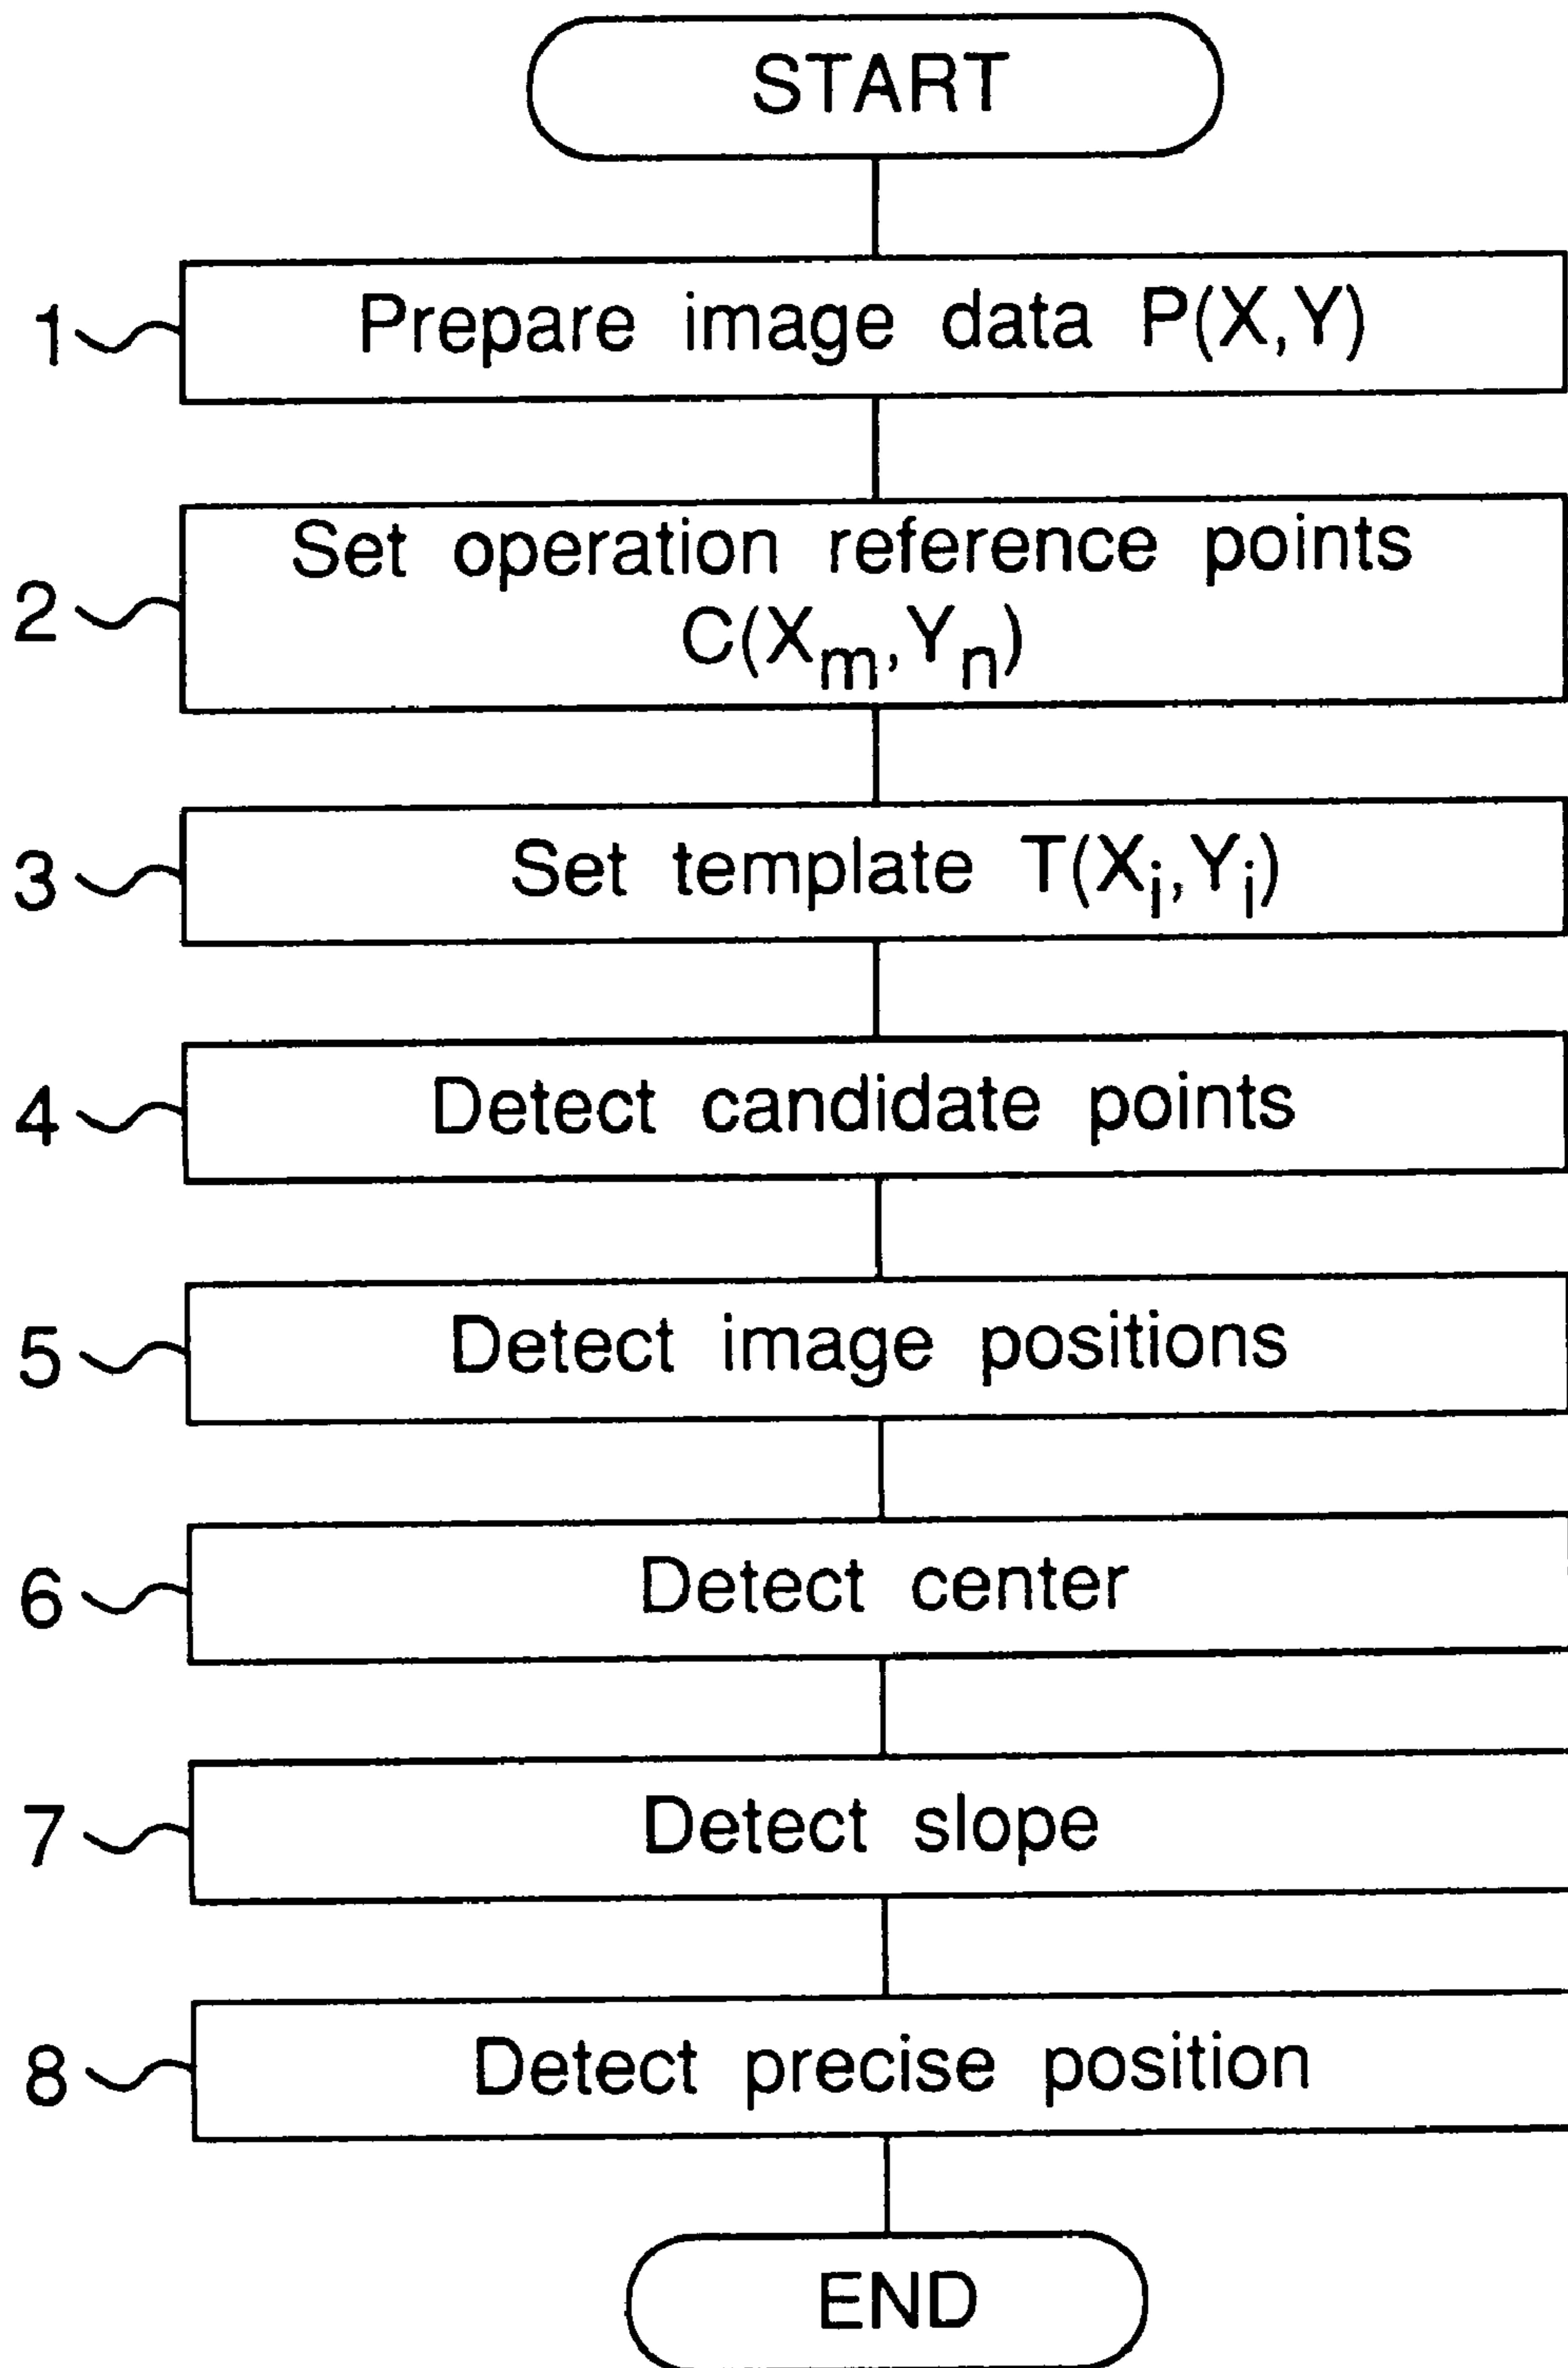 START
1 Prepare image data P(X,Y)
2 Set operation reference points
C(Xm,Yn)
3 Set template T(Xi,Yi)
4 Detect candidate points
5 Detect image positions
6 Detect center
7 Detect slope
8 Detect precise position
END